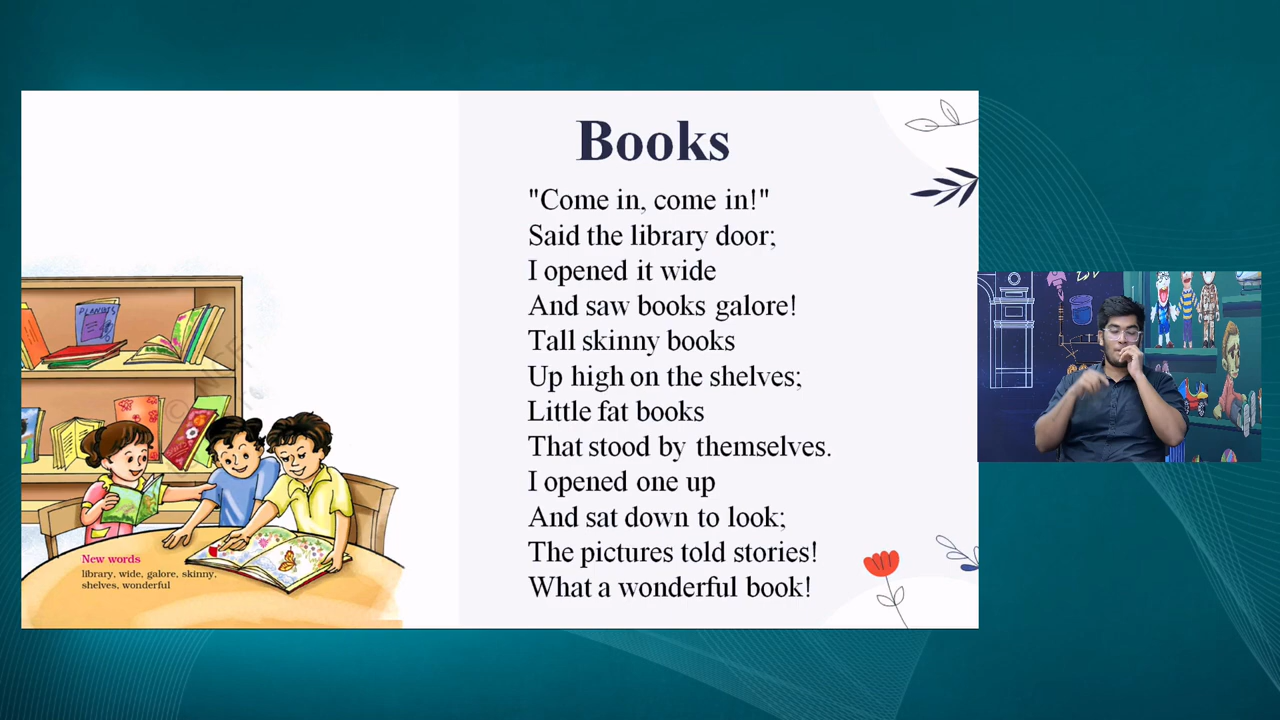 Books
"Come in, come in!"
Said the library door;
I opened it wide
And saw books galore!
Tall skinny books
Up high on the shelves;
Little fat books
That stood by themselves.
I opened one up
And sat down to look;
The pictures told stories!
What a wonderful book!
New words
library, wide, galore, skinny,
shelves, wonderful